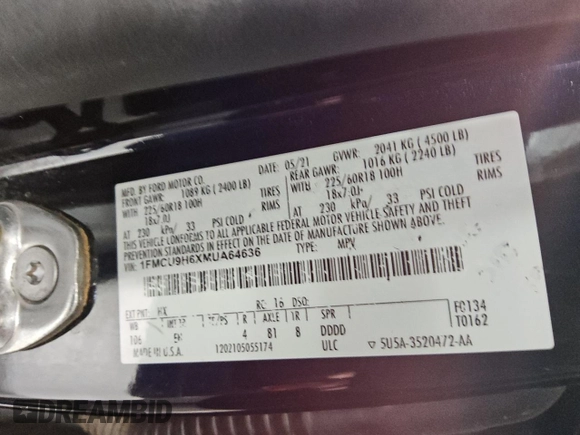 MFD. BY FORD MOTOR CO.
DATE: 05/21
GVWR: 2041 KG ( 4500 LB)
FRONT GAWR: 1089 KG ( 2400 LB)
REAR GAWR: 1016 KG ( 2240 LB)
WITH 225/60R18 100H TIRES
WITH 225/60R18 100H TIRES
18x7.0J RIMS
18x7.0J RIMS
AT 230 kPa/ 33 PSI COLD
AT 230 kPa/ 33 PSI COLD
THIS VEHICLE CONFORMS TO ALL APPLICABLE FEDERAL MOTOR VEHICLE SAFETY AND THEFT
PREVENTION STANDARDS IN EFFECT ON THE DATE OF MANUFACTURE SHOWN ABOVE.
VIN: 1FMCU9H6XMUA64636
TYPE: MPV
EXT PNT: RC: 16 DSO: FG134
WB R AXLE TR SPR T0162
106 4 81 8 DDDD
MADE IN U.S.A. 1202105055174 ULC 5U5A-3520472-AA
DREAMBID